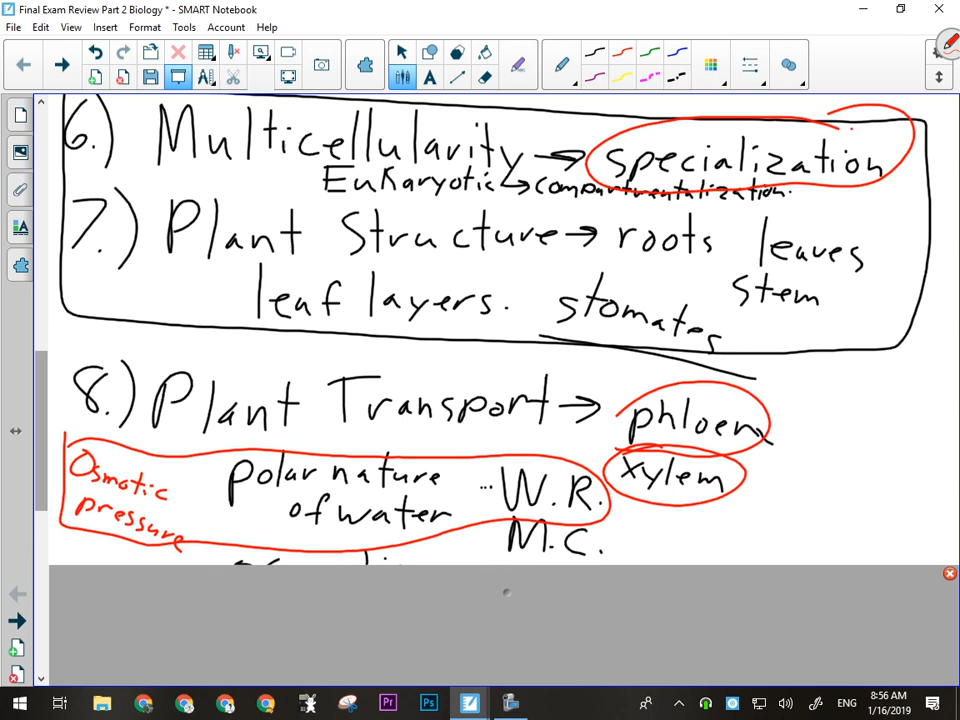 Final Exam Review Part 2 Biology * - SMART Notebook
File Edit View Insert Format Tools Account Help
6.) Multicellularity → specialization
Eukaryotic → compartmentalization.
7.) Plant Structure → roots leaves
stem
leaf layers. stomates
8.) Plant Transport → phloem
xylem
Osmotic pressure
polar nature of water
... W.R.
M.C.
Pr Ps
ENG
8:56 AM
1/16/2019